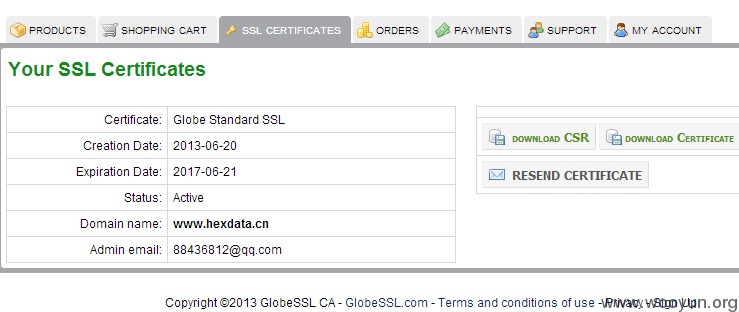 PRODUCTS SHOPPING CART SSL CERTIFICATES ORDERS PAYMENTS SUPPORT MY ACCOUNT
Your SSL Certificates
Certificate: Globe Standard SSL
Creation Date: 2013-06-20
Expiration Date: 2017-06-21
Status: Active
Domain name: www.hexdata.cn
Admin email: 88436812@qq.com
DOWNLOAD CSR DOWNLOAD CERTIFICATE
RESEND CERTIFICATE
Copyright ©2013 GlobeSSL CA - GlobeSSL.com - Terms and conditions of use - Privacy - Sign Up
www.wooyun.org